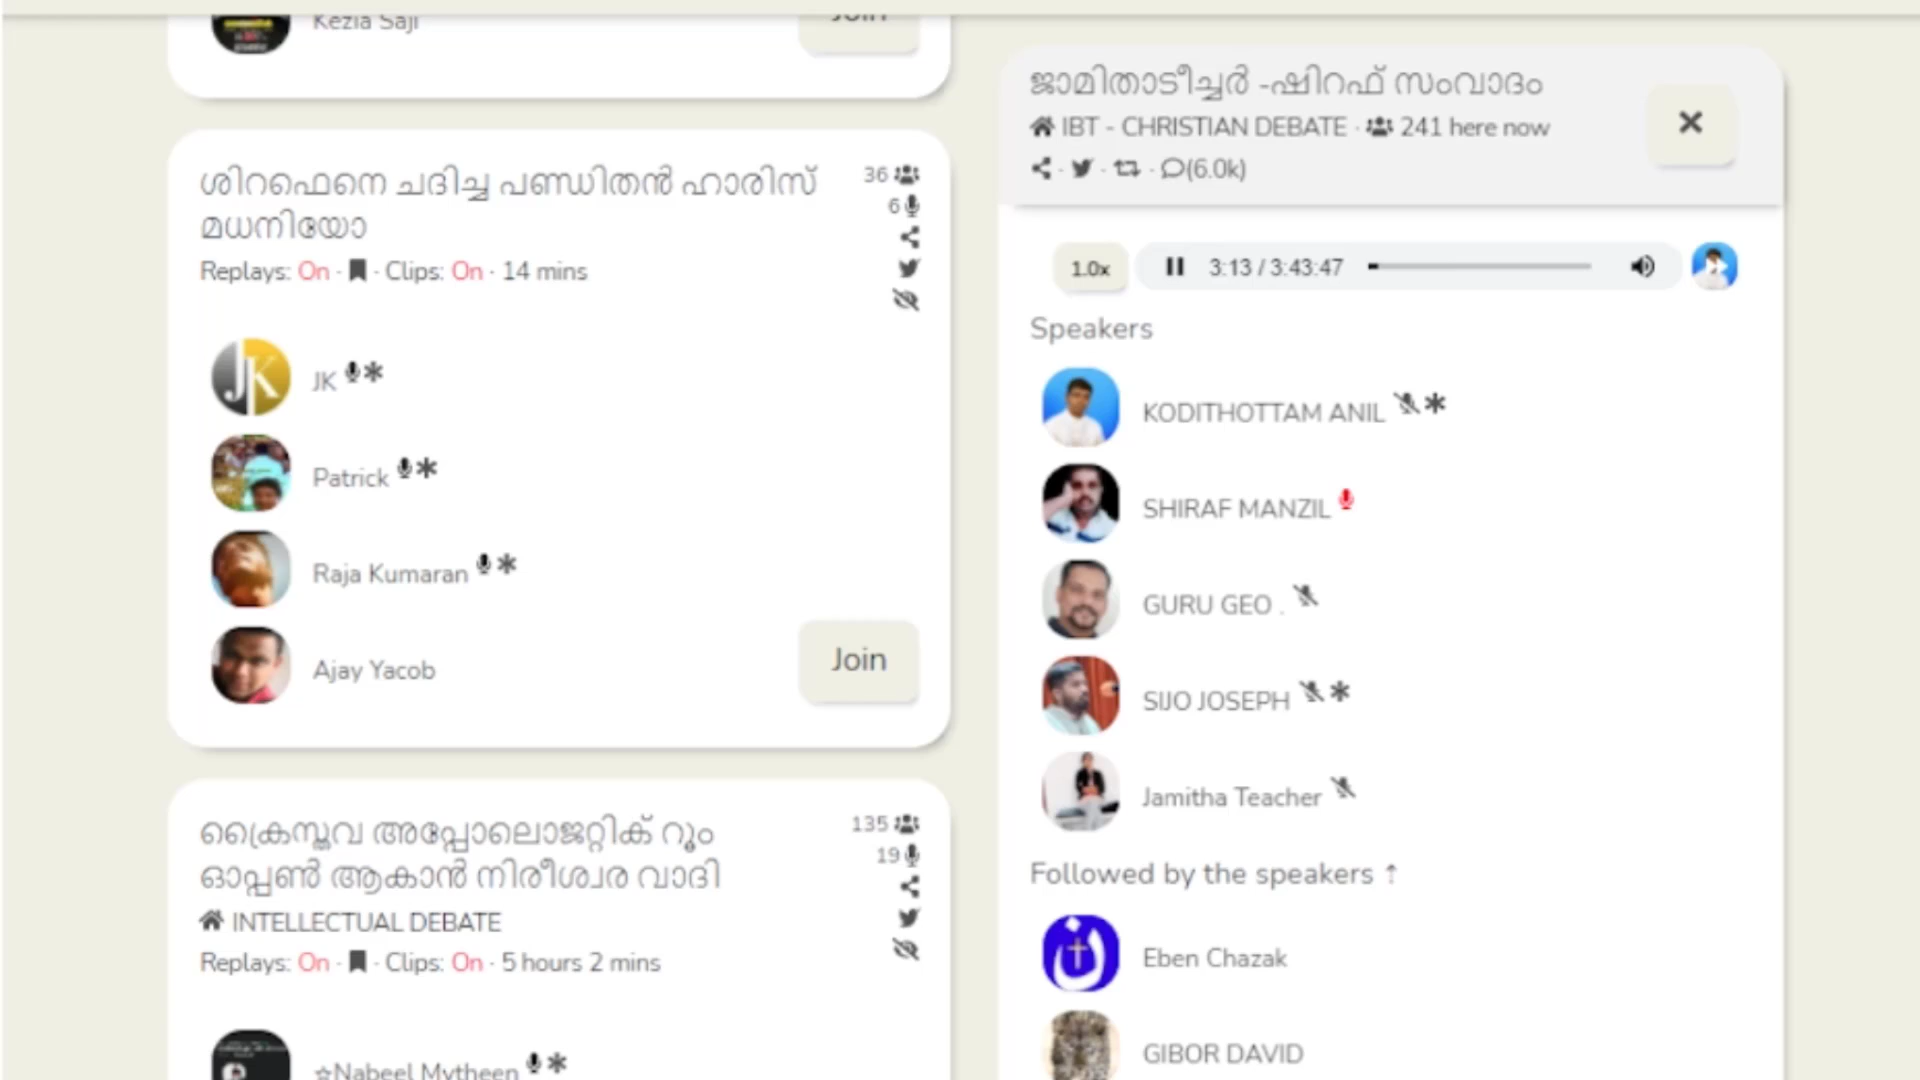 Kezia Saji
Join
ശിറഫെനെ ചദിച്ച പണ്ഡിതൻ ഹാരിസ്
മധനിയോ
36
6
Replays: On · Clips: On · 14 mins
JK *
Patrick *
Raja Kumaran *
Ajay Yacob
Join
ക്രൈസ്തവ അപ്പോലൊജറ്റിക് റൂം
ഓപ്പൺ ആകാൻ നിരീശ്വര വാദി
135
19
INTELLECTUAL DEBATE
Replays: On · Clips: On · 5 hours 2 mins
☆Nabeel Mytheen *
ജാമിതാടീച്ചർ -ഷിറഫ് സംവാദം
IBT - CHRISTIAN DEBATE · 241 here now
· · · (6.0k)
1.0x 3:13 / 3:43:47
Speakers
KODITHOTTAM ANIL *
SHIRAF MANZIL
GURU GEO .
SIJO JOSEPH *
Jamitha Teacher
Followed by the speakers ↑
Eben Chazak
GIBOR DAVID